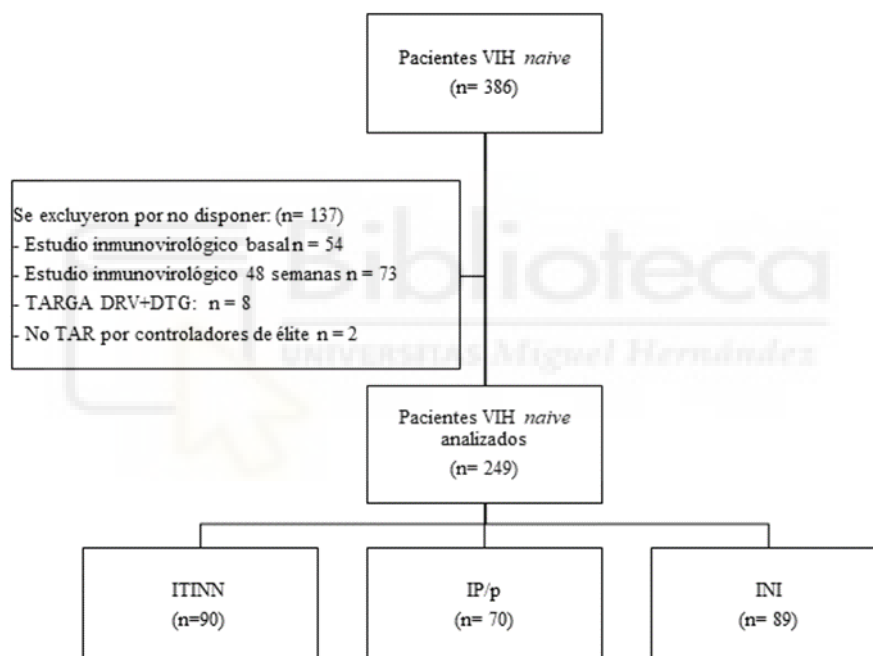 Pacientes VIH naive
(n= 386)
Se excluyeron por no disponer: (n= 137)
- Estudio inmunovirológico basal n = 54
- Estudio inmunovirológico 48 semanas n = 73
- TARGA DRV+DTG: n = 8
- No TAR por controladores de élite n = 2
Biblioteca
UNIVERSITAS Miguel Hernández
Pacientes VIH naive
analizados
(n= 249)
ITINN
(n=90)
IP/p
(n= 70)
INI
(n= 89)